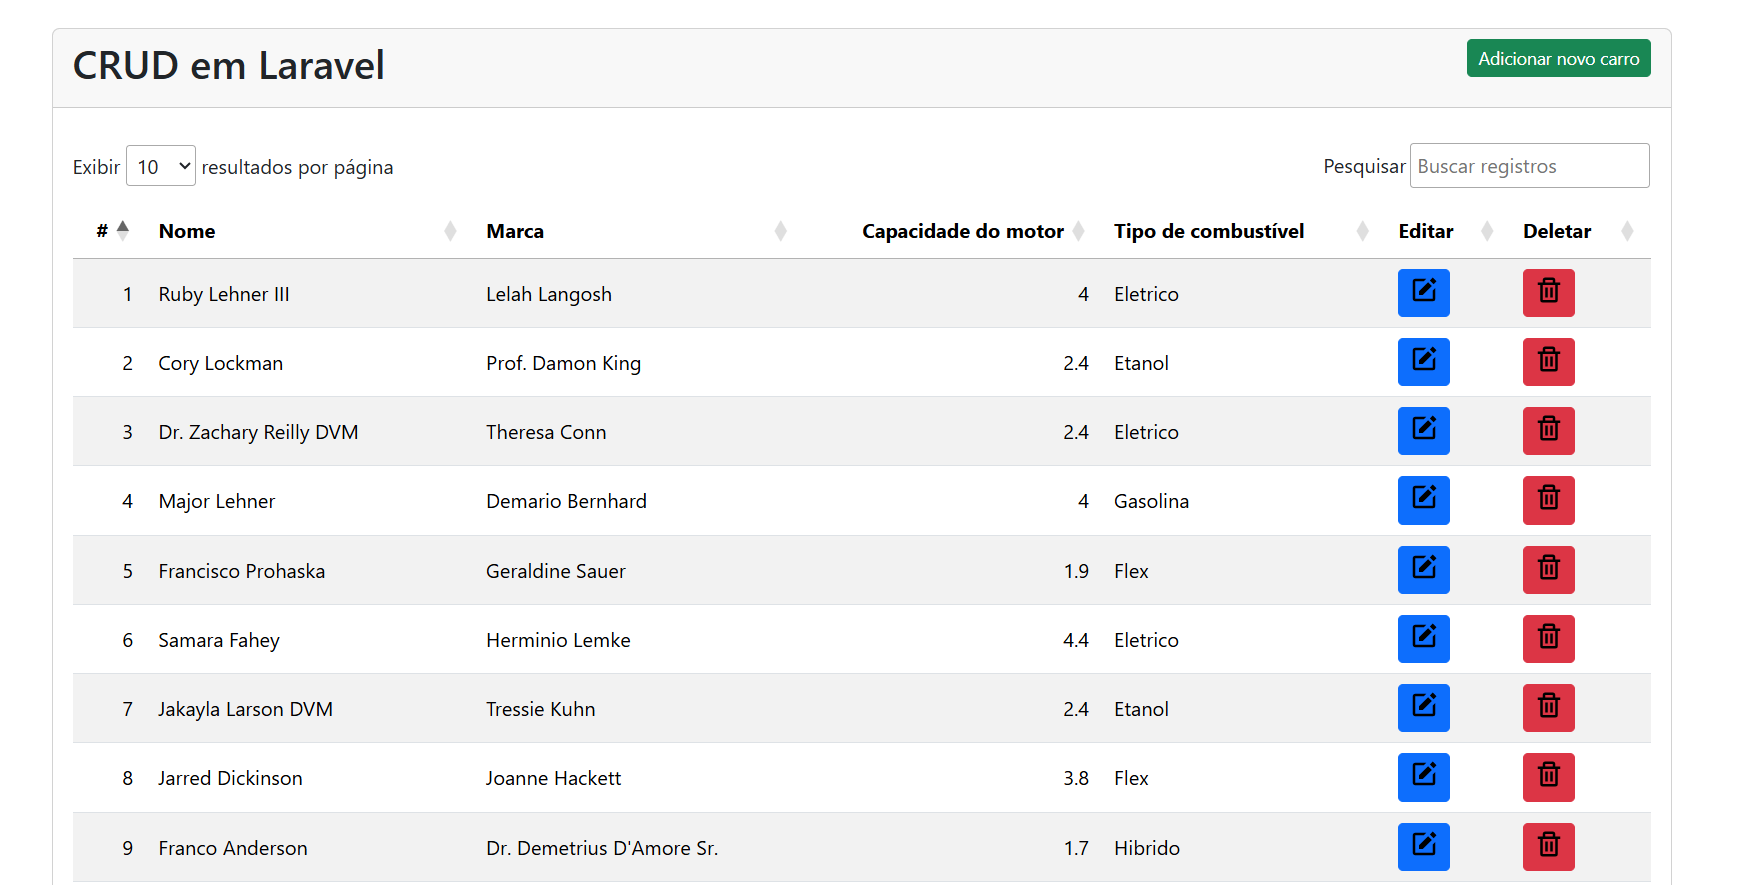 CRUD em Laravel Adicionar novo carro
Exibir 10 resultados por página Pesquisar Buscar registros
# Nome Marca Capacidade do motor Tipo de combustível Editar Deletar
1 Ruby Lehner III Lelah Langosh 4 Eletrico
2 Cory Lockman Prof. Damon King 2.4 Etanol
3 Dr. Zachary Reilly DVM Theresa Conn 2.4 Eletrico
4 Major Lehner Demario Bernhard 4 Gasolina
5 Francisco Prohaska Geraldine Sauer 1.9 Flex
6 Samara Fahey Herminio Lemke 4.4 Eletrico
7 Jakayla Larson DVM Tressie Kuhn 2.4 Etanol
8 Jarred Dickinson Joanne Hackett 3.8 Flex
9 Franco Anderson Dr. Demetrius D'Amore Sr. 1.7 Hibrido